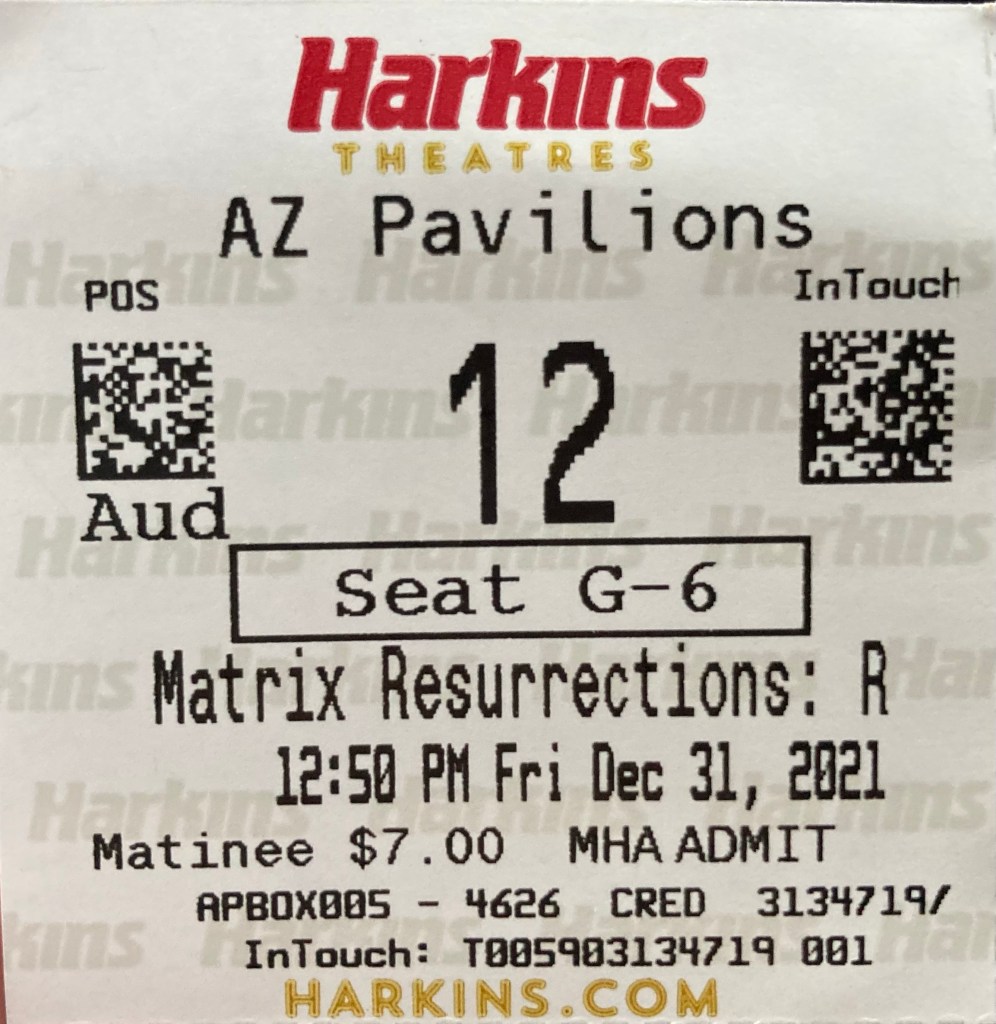 Harkins
THEATRES
AZ Pavilions
POS
InTouch
12
Aud
Seat G-6
Matrix Resurrections: R
12:50 PM Fri Dec 31, 2021
Matinee $7.00 MHA ADMIT
APBOX005 - 4626 CRED 3134719/
InTouch: T005903134719 001
HARKINS.COM